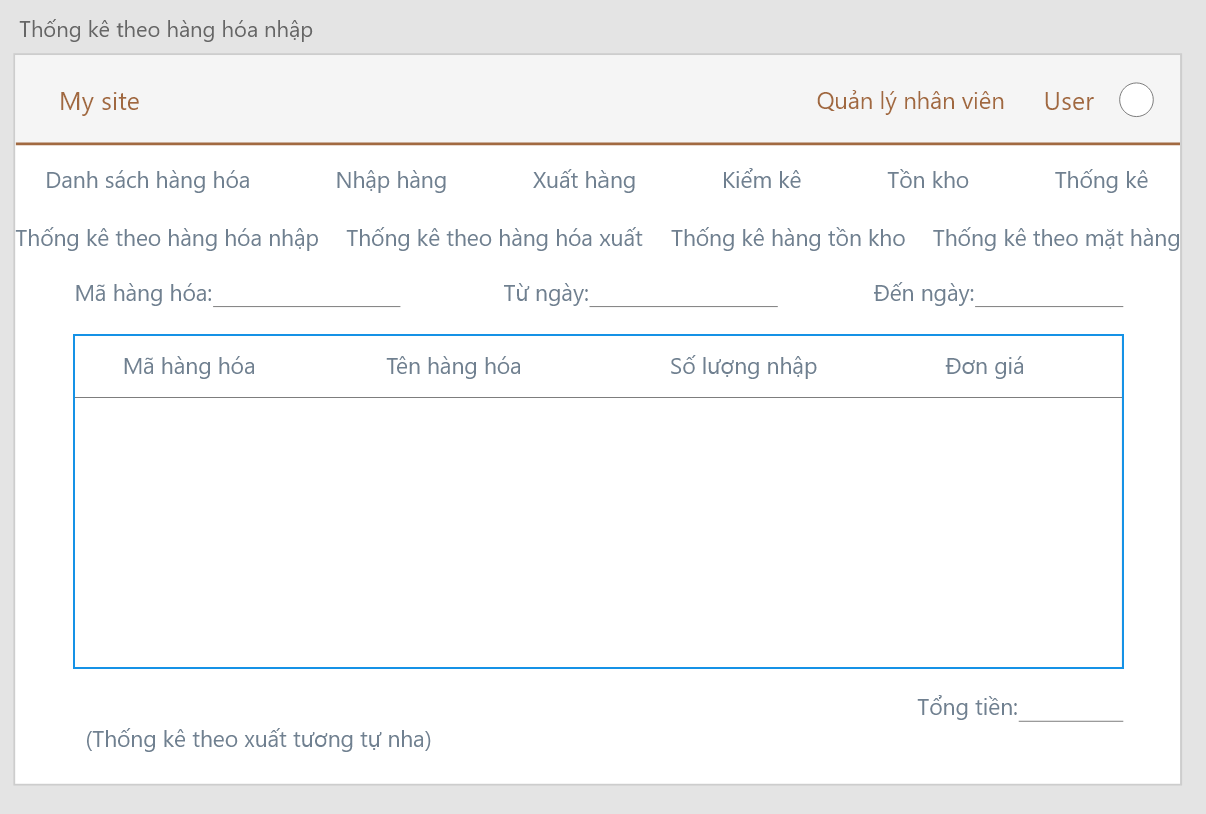 Thống kê theo hàng hóa nhập
My site Quản lý nhân viên User
Danh sách hàng hóa Nhập hàng Xuất hàng Kiểm kê Tồn kho Thống kê
Thống kê theo hàng hóa nhập Thống kê theo hàng hóa xuất Thống kê hàng tồn kho Thống kê theo mặt hàng
Mã hàng hóa: Từ ngày: Đến ngày:
Mã hàng hóa Tên hàng hóa Số lượng nhập Đơn giá
Tổng tiền:
(Thống kê theo xuất tương tự nha)